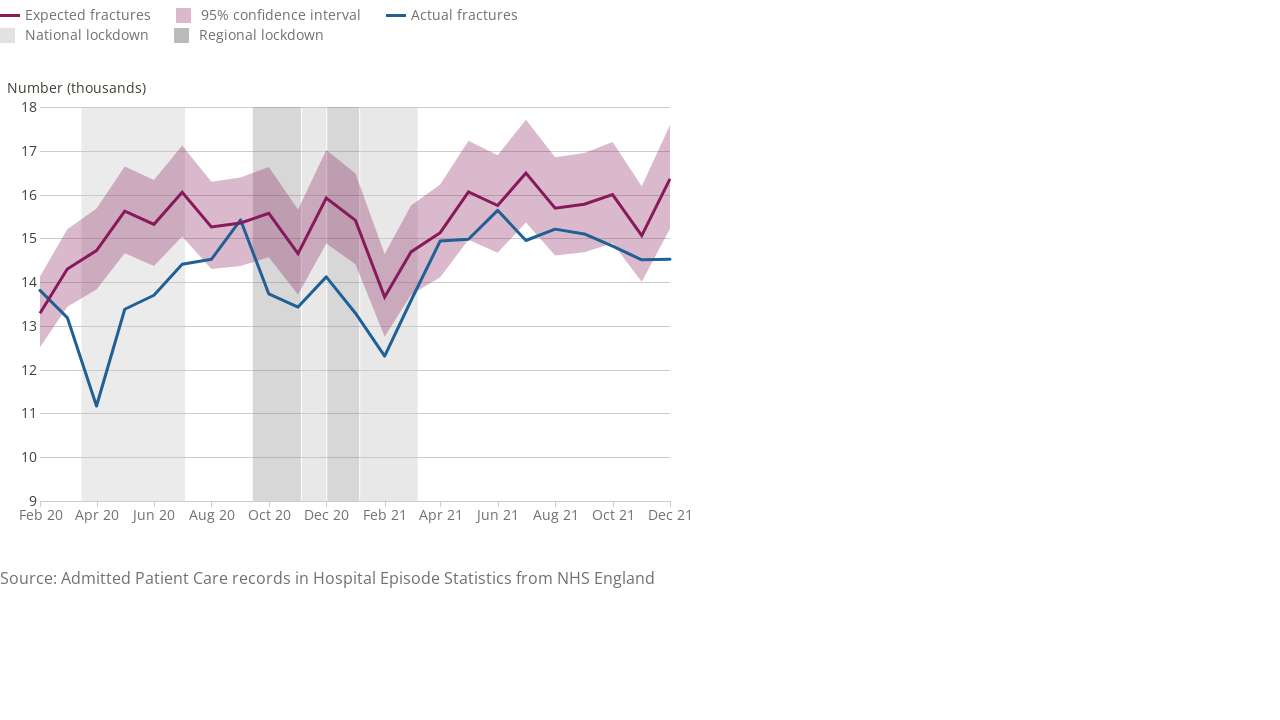 Expected fractures 95% confidence interval Actual fractures
National lockdown Regional lockdown
Number (thousands)
18
17
16
15
14
13
12
11
10
9
Feb 20 Apr 20 Jun 20 Aug 20 Oct 20 Dec 20 Feb 21 Apr 21 Jun 21 Aug 21 Oct 21 Dec 21
Source: Admitted Patient Care records in Hospital Episode Statistics from NHS England